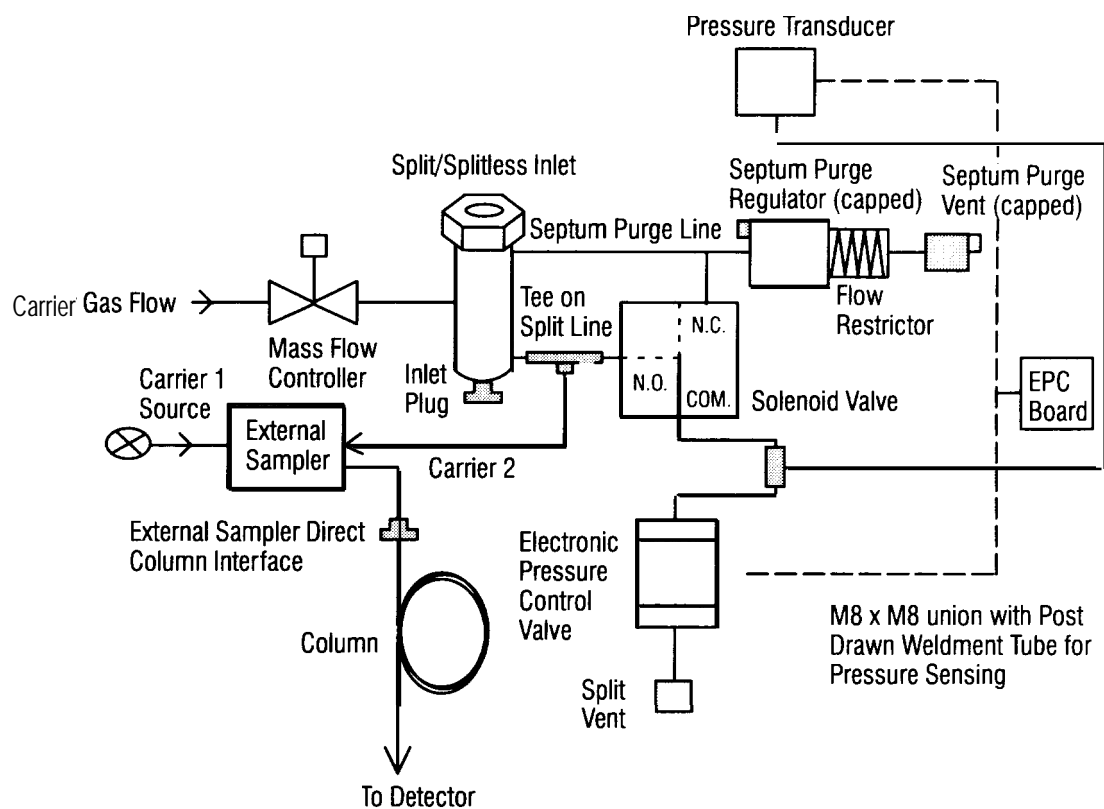 Pressure Transducer
Split/Splitless Inlet
Septum Purge
Regulator (capped)
Septum Purge
Vent (capped)
Septum Purge Line
Carrier Gas Flow
Tee on
Split Line
Flow
Restrictor
N.C.
N.O.
COM.
Mass Flow
Controller
Inlet
Plug
Solenoid Valve
EPC
Board
Carrier 1
Source
External
Sampler
Carrier 2
External Sampler Direct
Column Interface
Electronic
Pressure
Control
Valve
Column
M8 x M8 union with Post
Drawn Weldment Tube for
Pressure Sensing
Split
Vent
To Detector